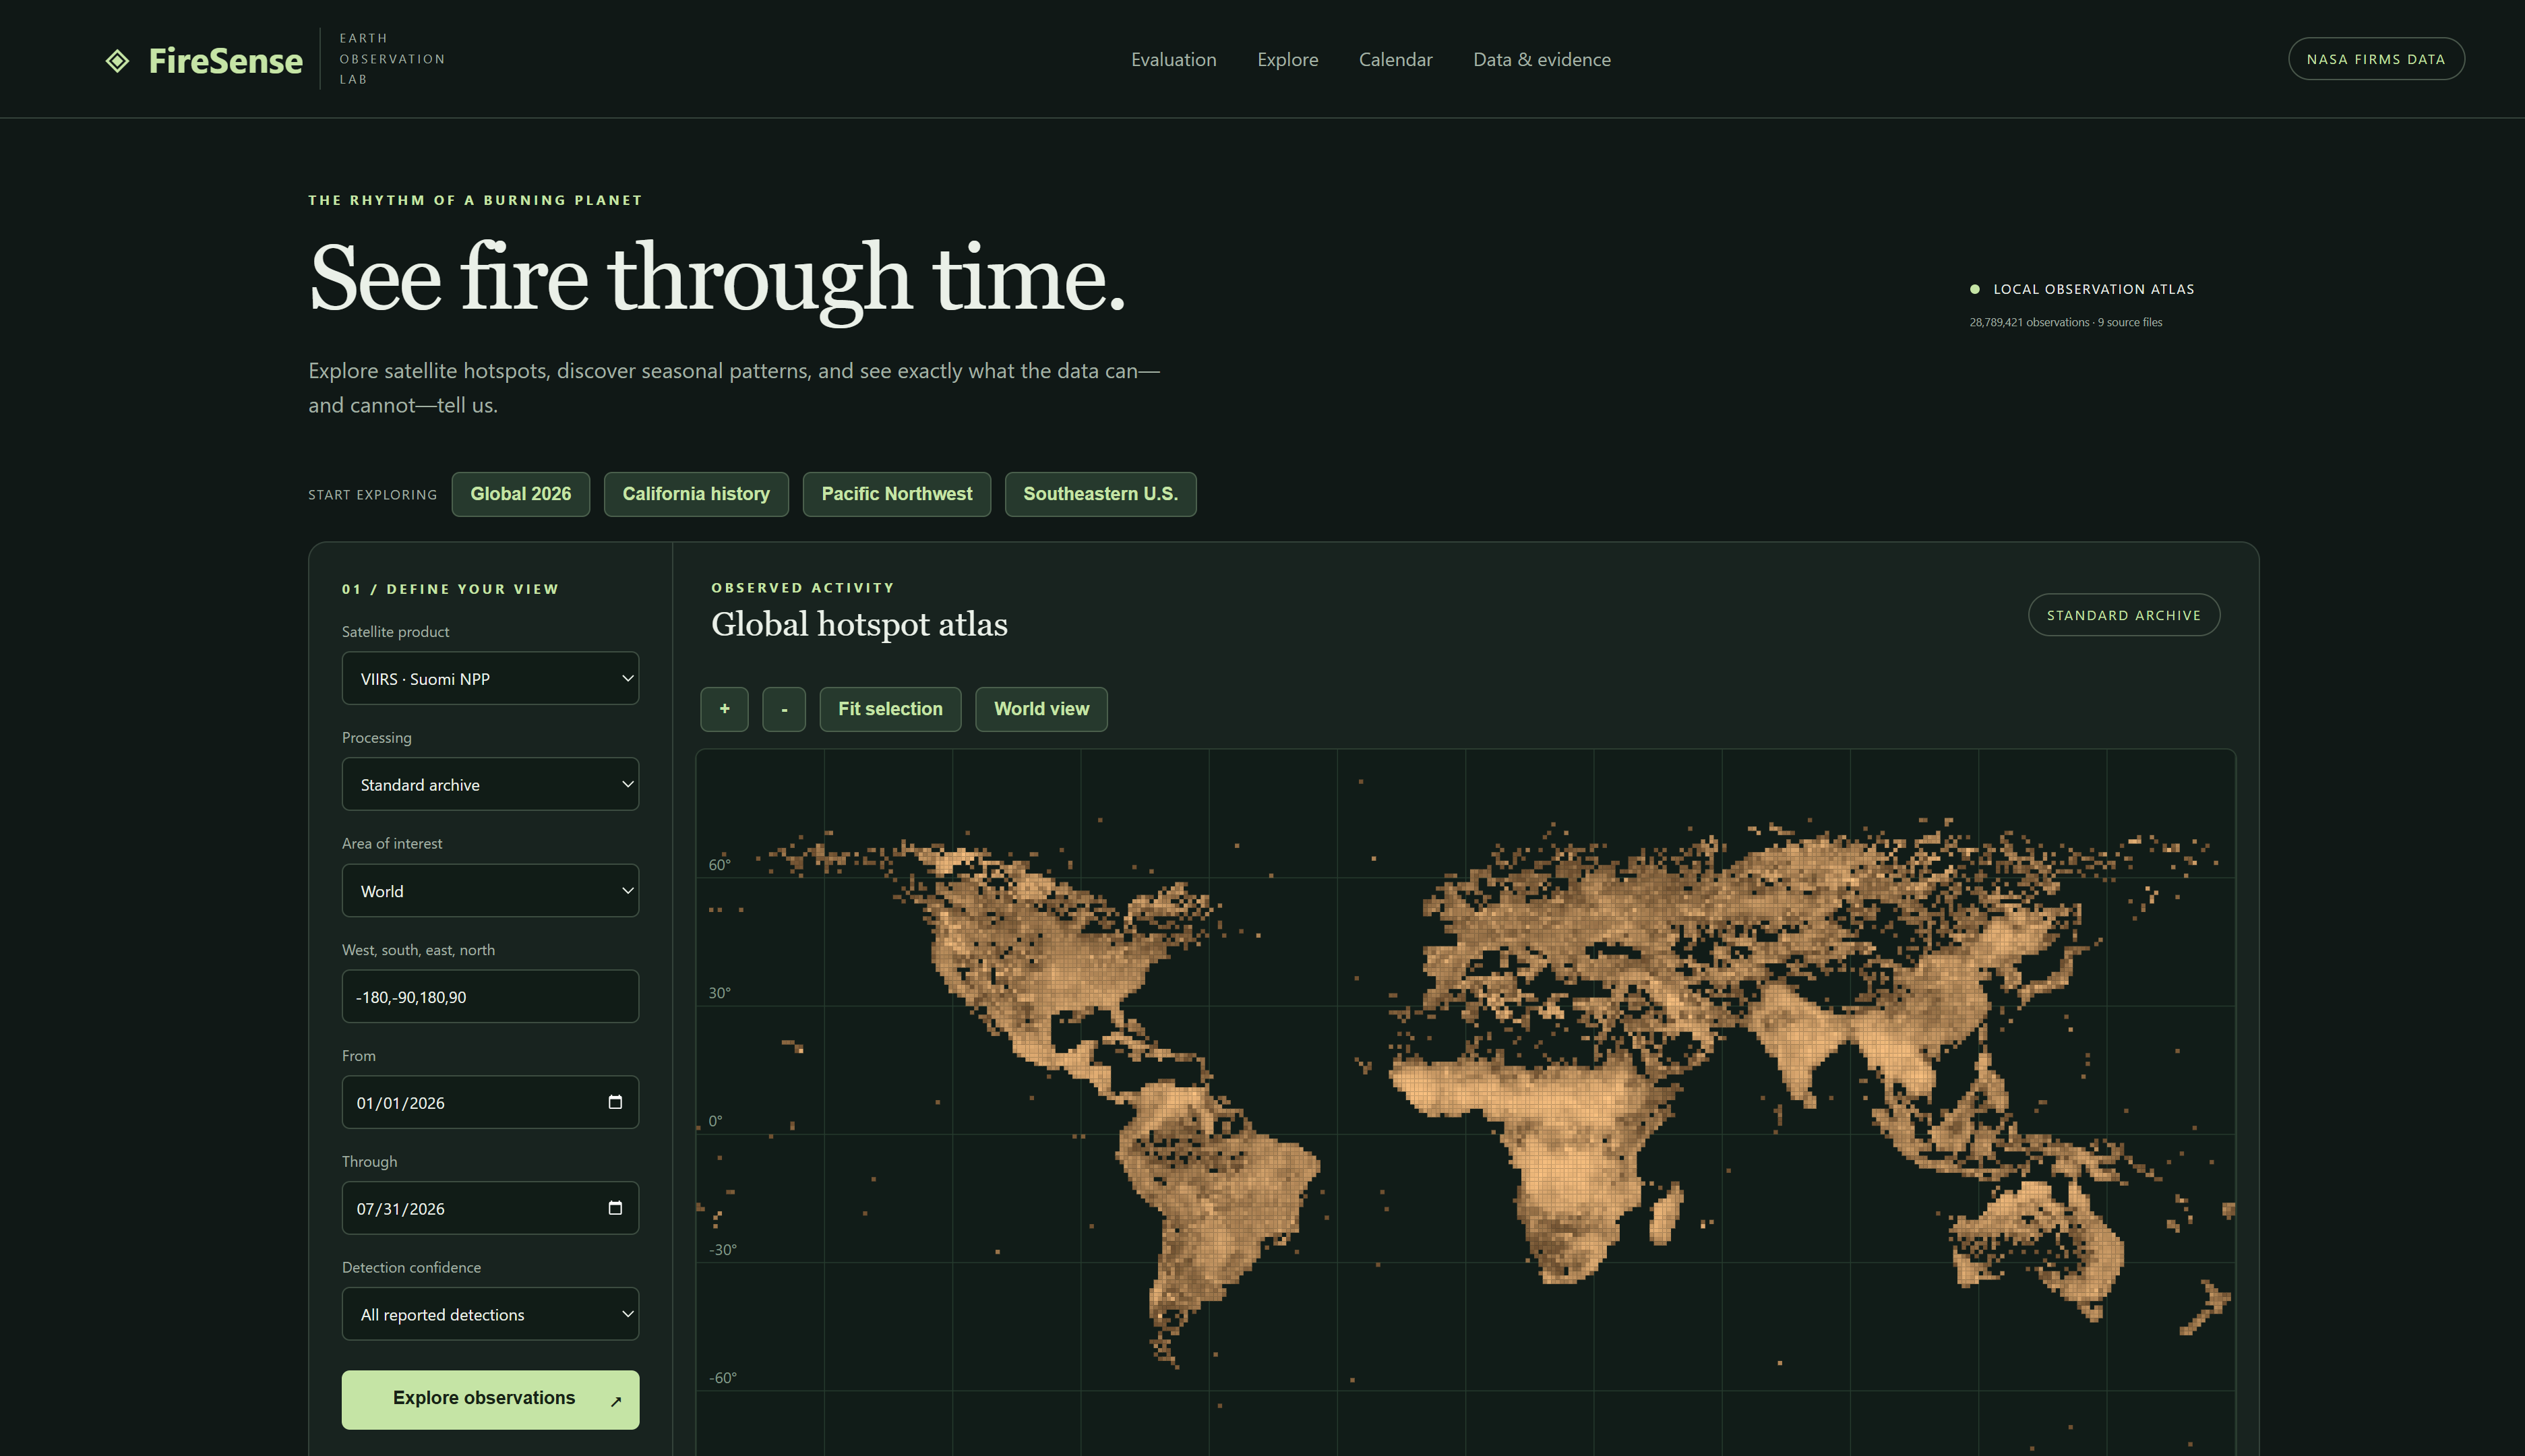 FireSense
EARTH
OBSERVATION
LAB
Evaluation
Explore
Calendar
Data & evidence
NASA FIRMS DATA
THE RHYTHM OF A BURNING PLANET
See fire through time.
LOCAL OBSERVATION ATLAS
28,789,421 observations · 9 source files
Explore satellite hotspots, discover seasonal patterns, and see exactly what the data can—
and cannot—tell us.
START EXPLORING
Global 2026
California history
Pacific Northwest
Southeastern U.S.
01 / DEFINE YOUR VIEW
Satellite product
VIIRS · Suomi NPP
Processing
Standard archive
Area of interest
World
West, south, east, north
-180,-90,180,90
From
01/01/2026
Through
07/31/2026
Detection confidence
All reported detections
Explore observations ↗
OBSERVED ACTIVITY
Global hotspot atlas
STANDARD ARCHIVE
+
-
Fit selection
World view
60°
30°
0°
-30°
-60°